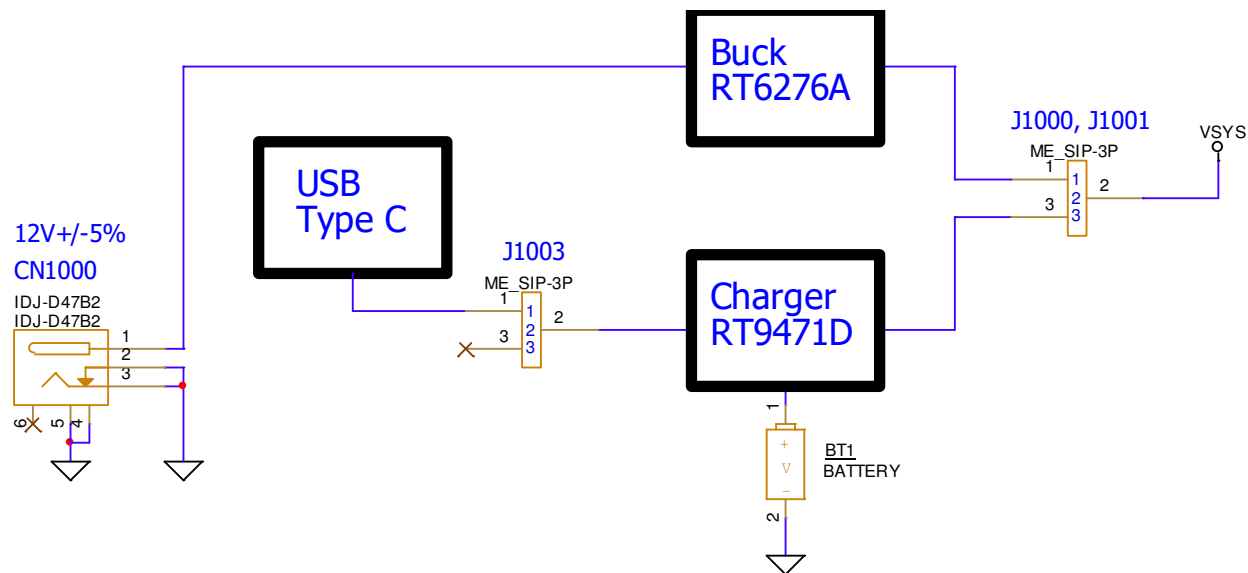 Buck
RT6276A
J1000, J1001
ME_SIP-3P
VSYS
1
1
2
2
3
3
USB
Type C
12V+/-5%
CN1000
IDJ-D47B2
IDJ-D47B2
1
2
3
6
5
4
J1003
ME_SIP-3P
1
1
2
2
3
3
Charger
RT9471D
1
+
V
-
2
BT1
BATTERY